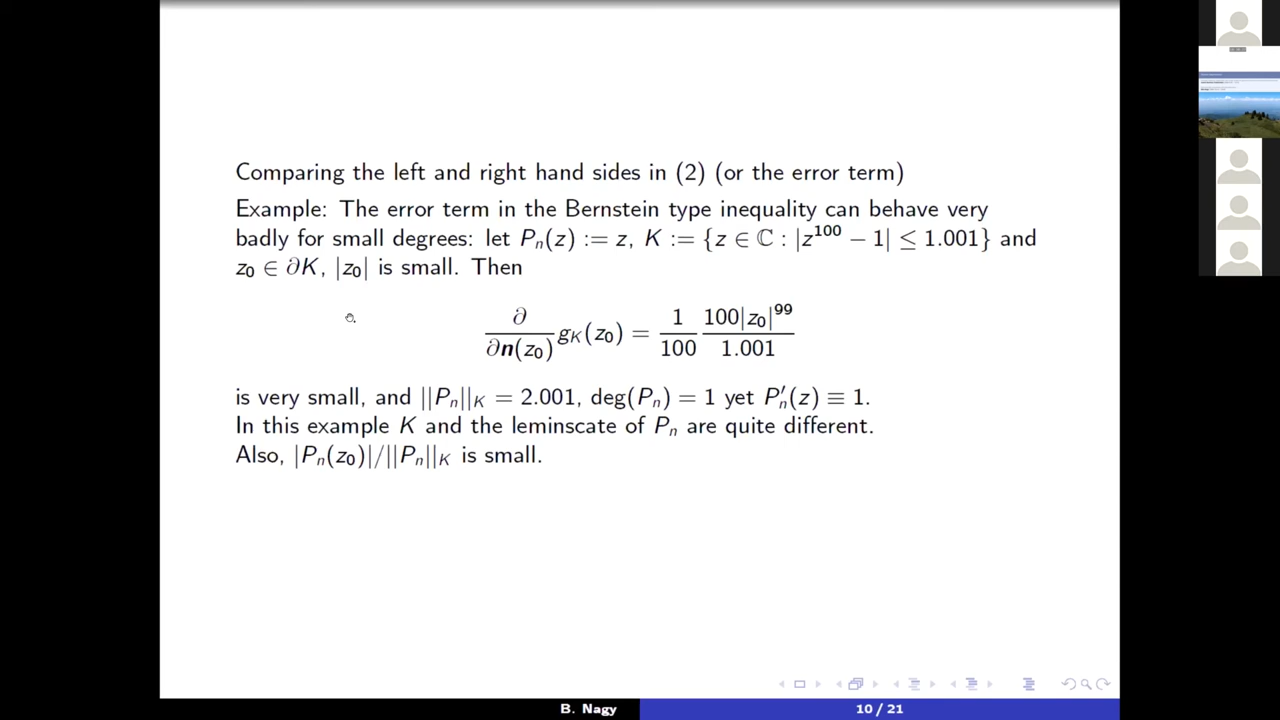 Comparing the left and right hand sides in (2) (or the error term)
Example: The error term in the Bernstein type inequality can behave very
badly for small degrees: let Pₙ(z) := z, K := {z ∈ ℂ : |z¹⁰⁰ − 1| ≤ 1.001} and
z₀ ∈ ∂K, |z₀| is small. Then
∂/∂n(z₀) g_K(z₀) = 1/100 100|z₀|⁹⁹/1.001
is very small, and ||Pₙ||_K = 2.001, deg(Pₙ) = 1 yet P′ₙ(z) ≡ 1.
In this example K and the leminscate of Pₙ are quite different.
Also, |Pₙ(z₀)|/||Pₙ||_K is small.
B. Nagy
10 / 21